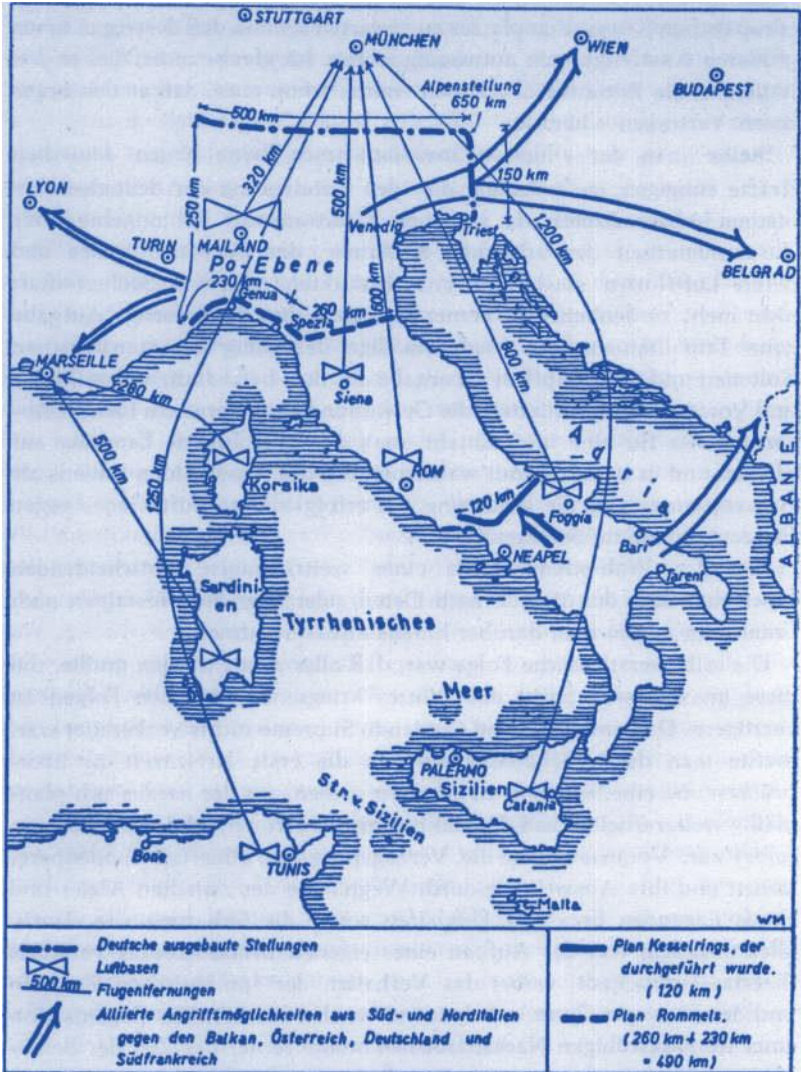 STUTTGART
MÜNCHEN
WIEN
Alpenstellung
650 km
BUDAPEST
500 km
250 km
320 km
500 km
150 km
LYON
TURIN
MAILAND
Venedig
Triest
200 km
BELGRAD
Po-Ebene
230 km
Genua
260 km
Spezia
600 km
600 km
MARSEILLE
Siena
260 km
800 km
km
Korsika
ROM
A d r i a
120 km
Foggia
NEAPEL
Bari
Tarent
ALBANIEN
Sardini
en
Tyrrhenisches
Meer
PALERMO
Sizilien
Catania
Str. v. Sizilien
Bone
TUNIS
Malta
WH
Deutsche ausgebaute Stellungen
Luftbasen
500 km Flugentfernungen
Alliierte Angriffsmöglichkeiten aus Süd- und Norditalien
gegen den Balkan, Österreich, Deutschland und
Südfrankreich
Plan Kesselrings, der
durchgeführt wurde.
(120 km)
Plan Rommels.
(260 km + 230 km
= 490 km)